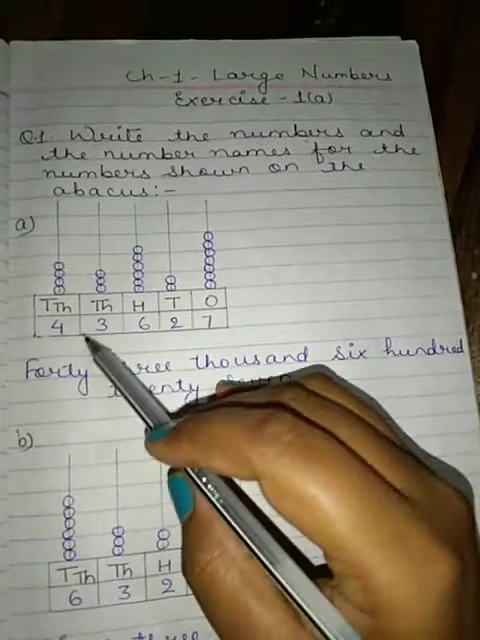 Ch-1- Large Numbers
Exercise-1(a)
Q.1 Write the numbers and
the number names for the
numbers shown on the
abacus:-
a)
TTh Th H T O
4 3 6 2 7
Forty three thousand six hundred
twenty seven
b)
TTh Th H
6 3 2